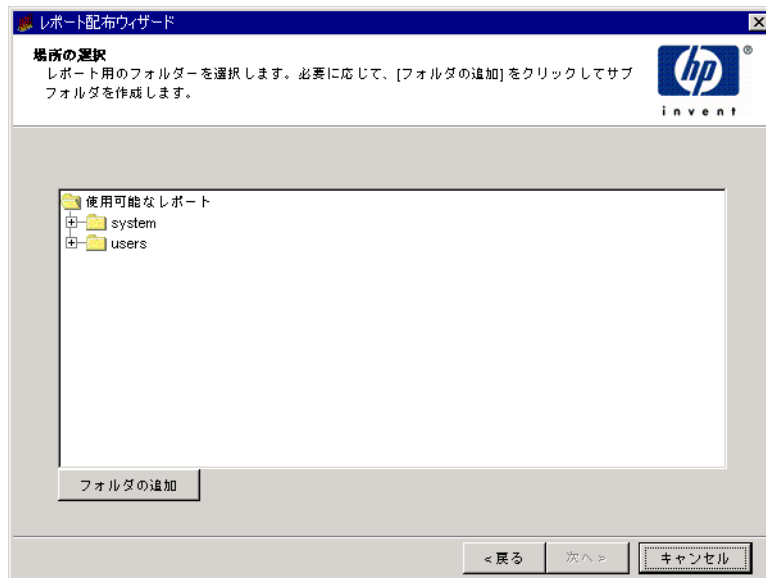 レポート配布ウィザード
場所の選択
レポート用のフォルダーを選択します。必要に応じて、[フォルダの追加] をクリックしてサブ
フォルダを作成します。
hp
®
invent
使用可能なレポート
system
users
フォルダの追加
<戻る
次へ>
キャンセル